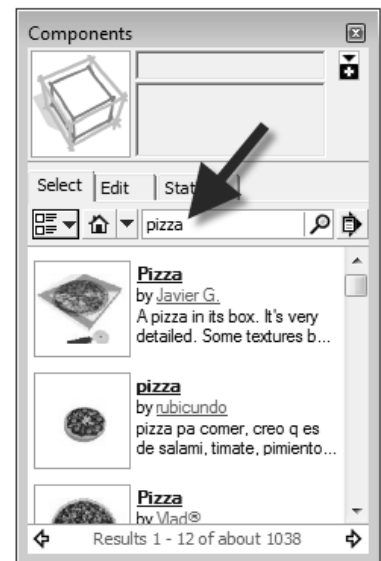 Components
Select Edit
pizza
Pizza
by Javier G.
A pizza in its box. It's very
detailed. Some textures b...
pizza
by rubicundo
pizza pa comer, creo q es
de salami, timate, pimiento...
Pizza
by Vlad®
Results 1 - 12 of about 1038